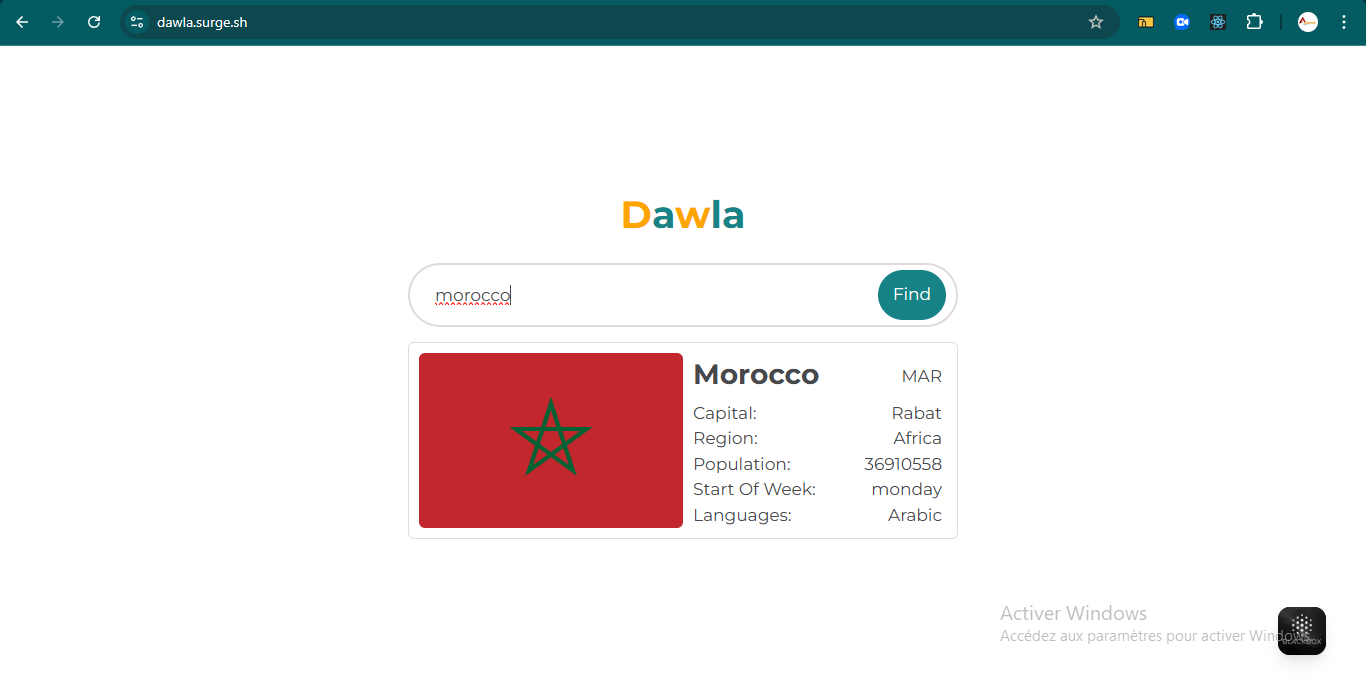 dawla.surge.sh
Dawla
morocco
Find
Morocco MAR
Capital: Rabat
Region: Africa
Population: 36910558
Start Of Week: monday
Languages: Arabic
Activer Windows
Accédez aux paramètres pour activer Windows.
BLACKBOX